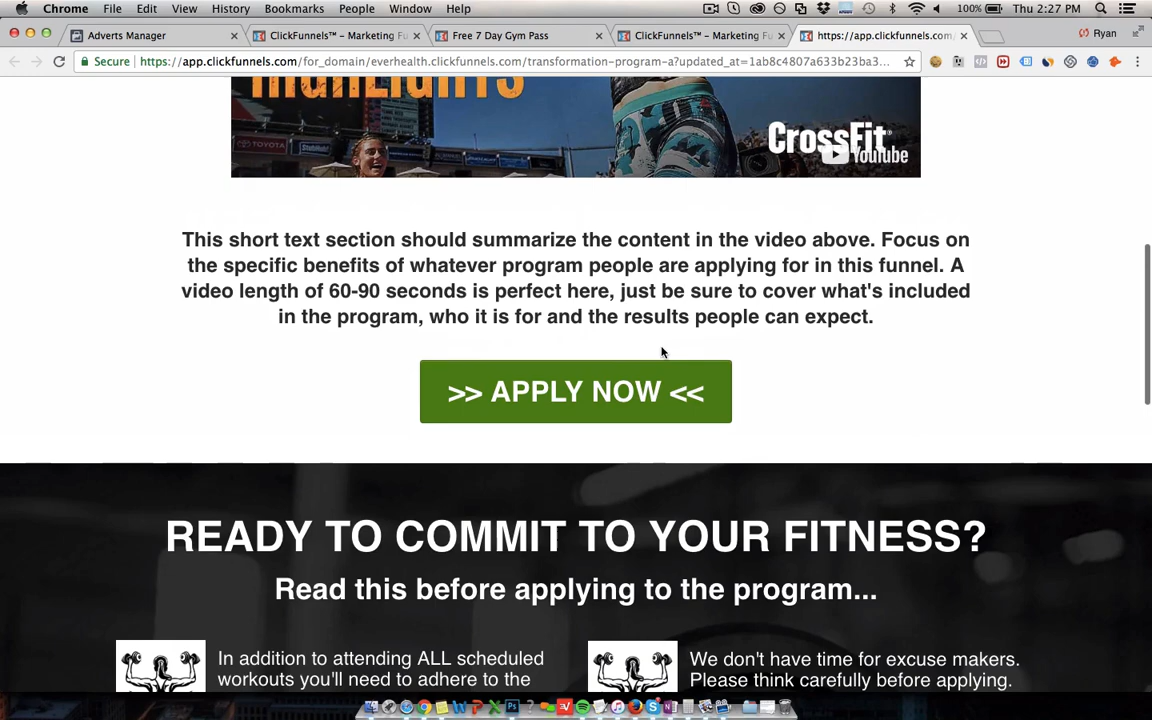 Chrome File Edit View History Bookmarks People Window Help 100% Thu 2:27 PM
Adverts Manager ClickFunnels™ – Marketing Fu Free 7 Day Gym Pass ClickFunnels™ – Marketing Fu https://app.clickfunnels.com/ Ryan
Secure https://app.clickfunnels.com/for_domain/everhealth.clickfunnels.com/transformation-program-a?updated_at=1ab8c4807a633b23ba3...
HIGHLIGHTS
TOYOTA StubHub!
CrossFit
YouTube
This short text section should summarize the content in the video above. Focus on
the specific benefits of whatever program people are applying for in this funnel. A
video length of 60-90 seconds is perfect here, just be sure to cover what's included
in the program, who it is for and the results people can expect.
>> APPLY NOW <<
READY TO COMMIT TO YOUR FITNESS?
Read this before applying to the program...
In addition to attending ALL scheduled
workouts you'll need to adhere to the
We don't have time for excuse makers.
Please think carefully before applying.